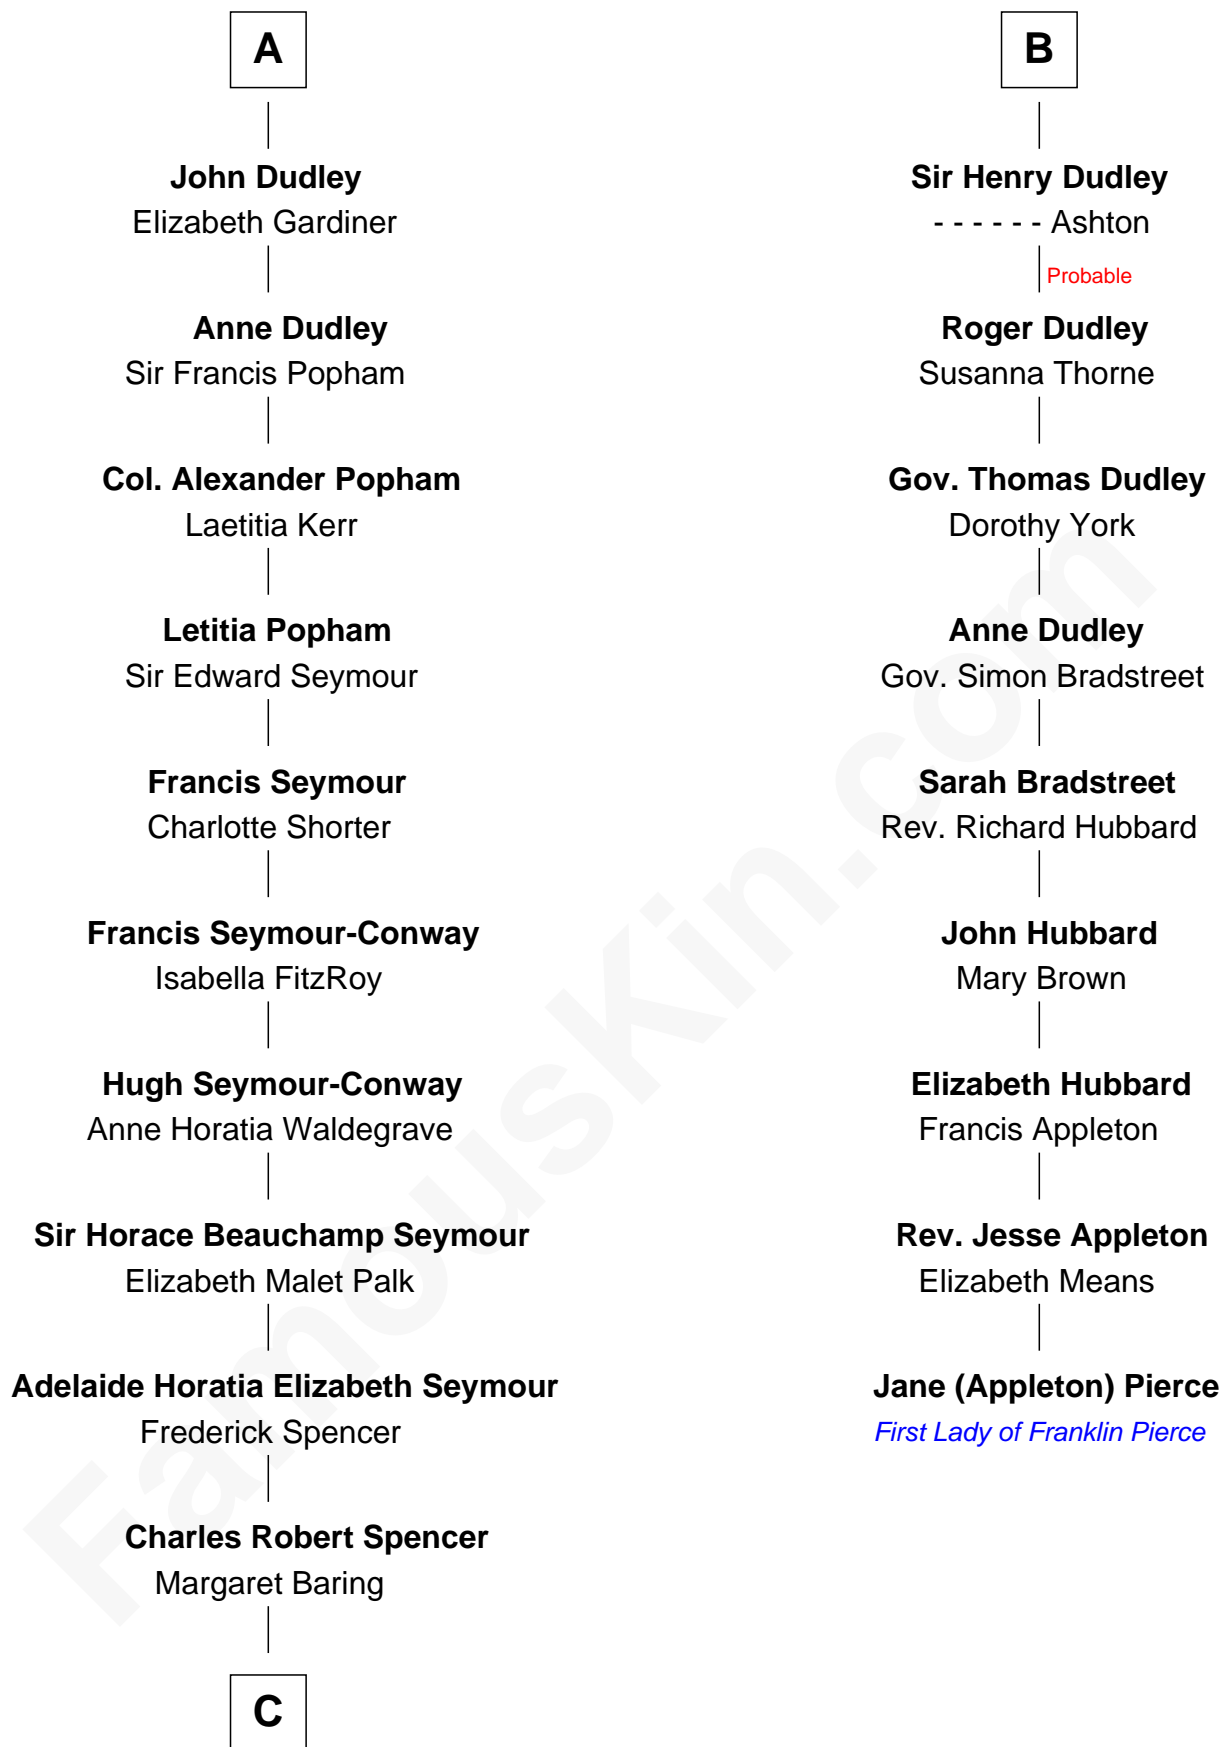 A
John Dudley
Elizabeth Gardiner
Anne Dudley
Sir Francis Popham
Col. Alexander Popham
Laetitia Kerr
Letitia Popham
Sir Edward Seymour
Francis Seymour
Charlotte Shorter
Francis Seymour-Conway
Isabella FitzRoy
Hugh Seymour-Conway
Anne Horatia Waldegrave
Sir Horace Beauchamp Seymour
Elizabeth Malet Palk
Adelaide Horatia Elizabeth Seymour
Frederick Spencer
Charles Robert Spencer
Margaret Baring
C
B
Sir Henry Dudley
- - - - - - Ashton
Probable
Roger Dudley
Susanna Thorne
Gov. Thomas Dudley
Dorothy York
Anne Dudley
Gov. Simon Bradstreet
Sarah Bradstreet
Rev. Richard Hubbard
John Hubbard
Mary Brown
Elizabeth Hubbard
Francis Appleton
Rev. Jesse Appleton
Elizabeth Means
Jane (Appleton) Pierce
First Lady of Franklin Pierce
FamousKin.com